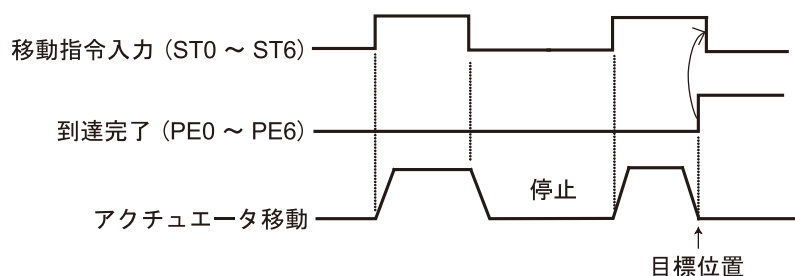 移動指令入力（ST0 ～ ST6）
到達完了（PE0 ～ PE6）
停止
アクチュエータ移動
目標位置